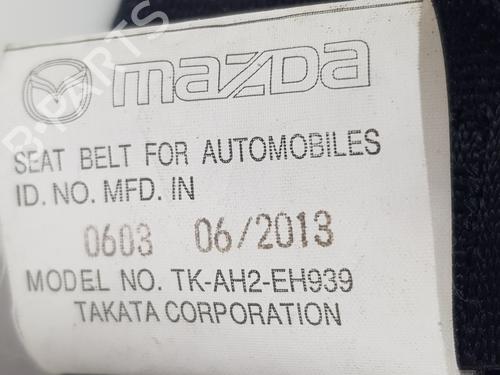 mazda
SEAT BELT FOR AUTOMOBILES
ID. NO. MFD. IN
0603 06/2013
MODEL NO. TK-AH2-EH939
TAKATA CORPORATION
B-PARTS